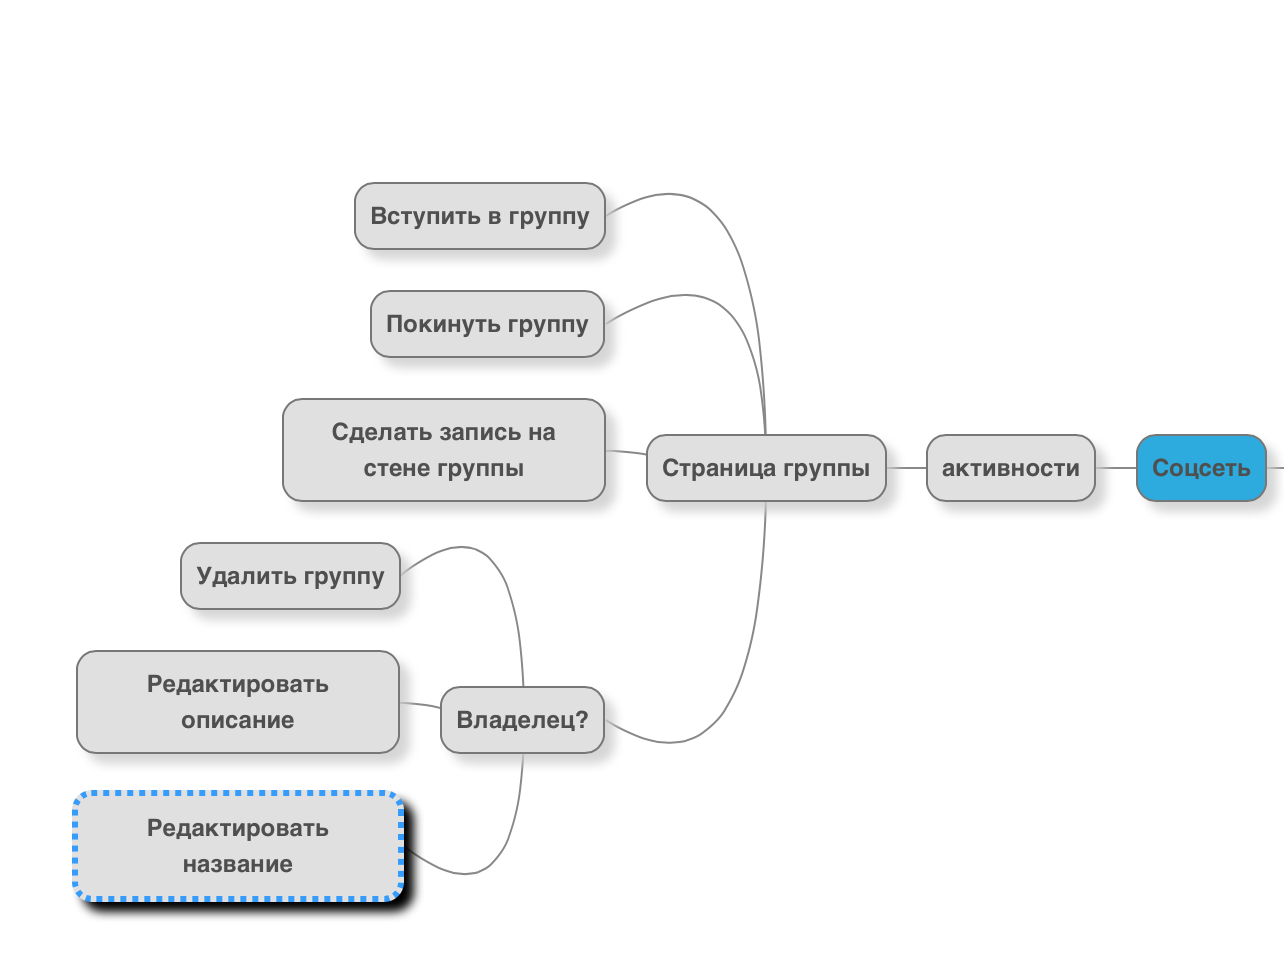 Вступить в группу
Покинуть группу
Сделать запись на
стене группы
Страница группы
активности
Соцсеть
Удалить группу
Редактировать
описание
Владелец?
Редактировать
название